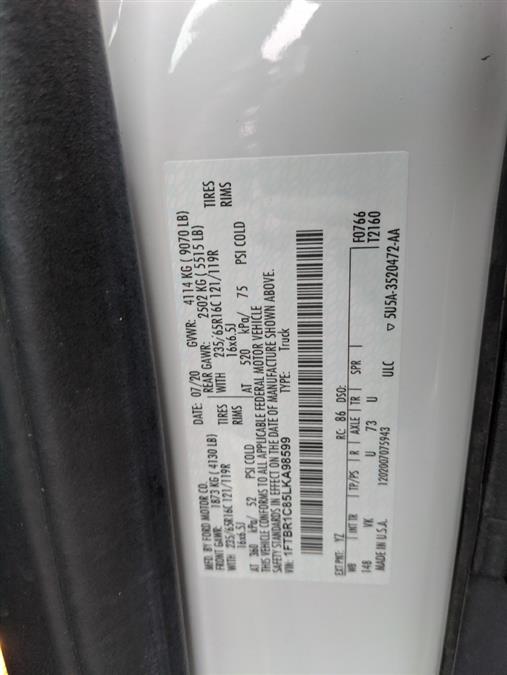 MFD. BY FORD MOTOR CO.
DATE: 07/20 GVWR: 4114 KG ( 9070 LB)
FRONT GAWR: 1873 KG ( 4130 LB) REAR GAWR: 2502 KG ( 5515 LB)
WITH 235/65R16C 121/119R TIRES WITH 235/65R16C 121/119R TIRES
16x6.5J RIMS 16x6.5J RIMS
AT 360 kPa/ 52 PSI COLD AT 520 kPa/ 75 PSI COLD
THIS VEHICLE CONFORMS TO ALL APPLICABLE FEDERAL MOTOR VEHICLE
SAFETY STANDARDS IN EFFECT ON THE DATE OF MANUFACTURE SHOWN ABOVE.
VIN: 1FTBR1C85LKA98599 TYPE: Truck
EXT PNT: YZ RC: 86 DSO: F0766
WB INT TR TP/PS R AXLE TR SPR T2160
148 VK U 73 U
ULC
MADE IN U.S.A. 1202007075943 ▽ 5U5A-3520472-AA